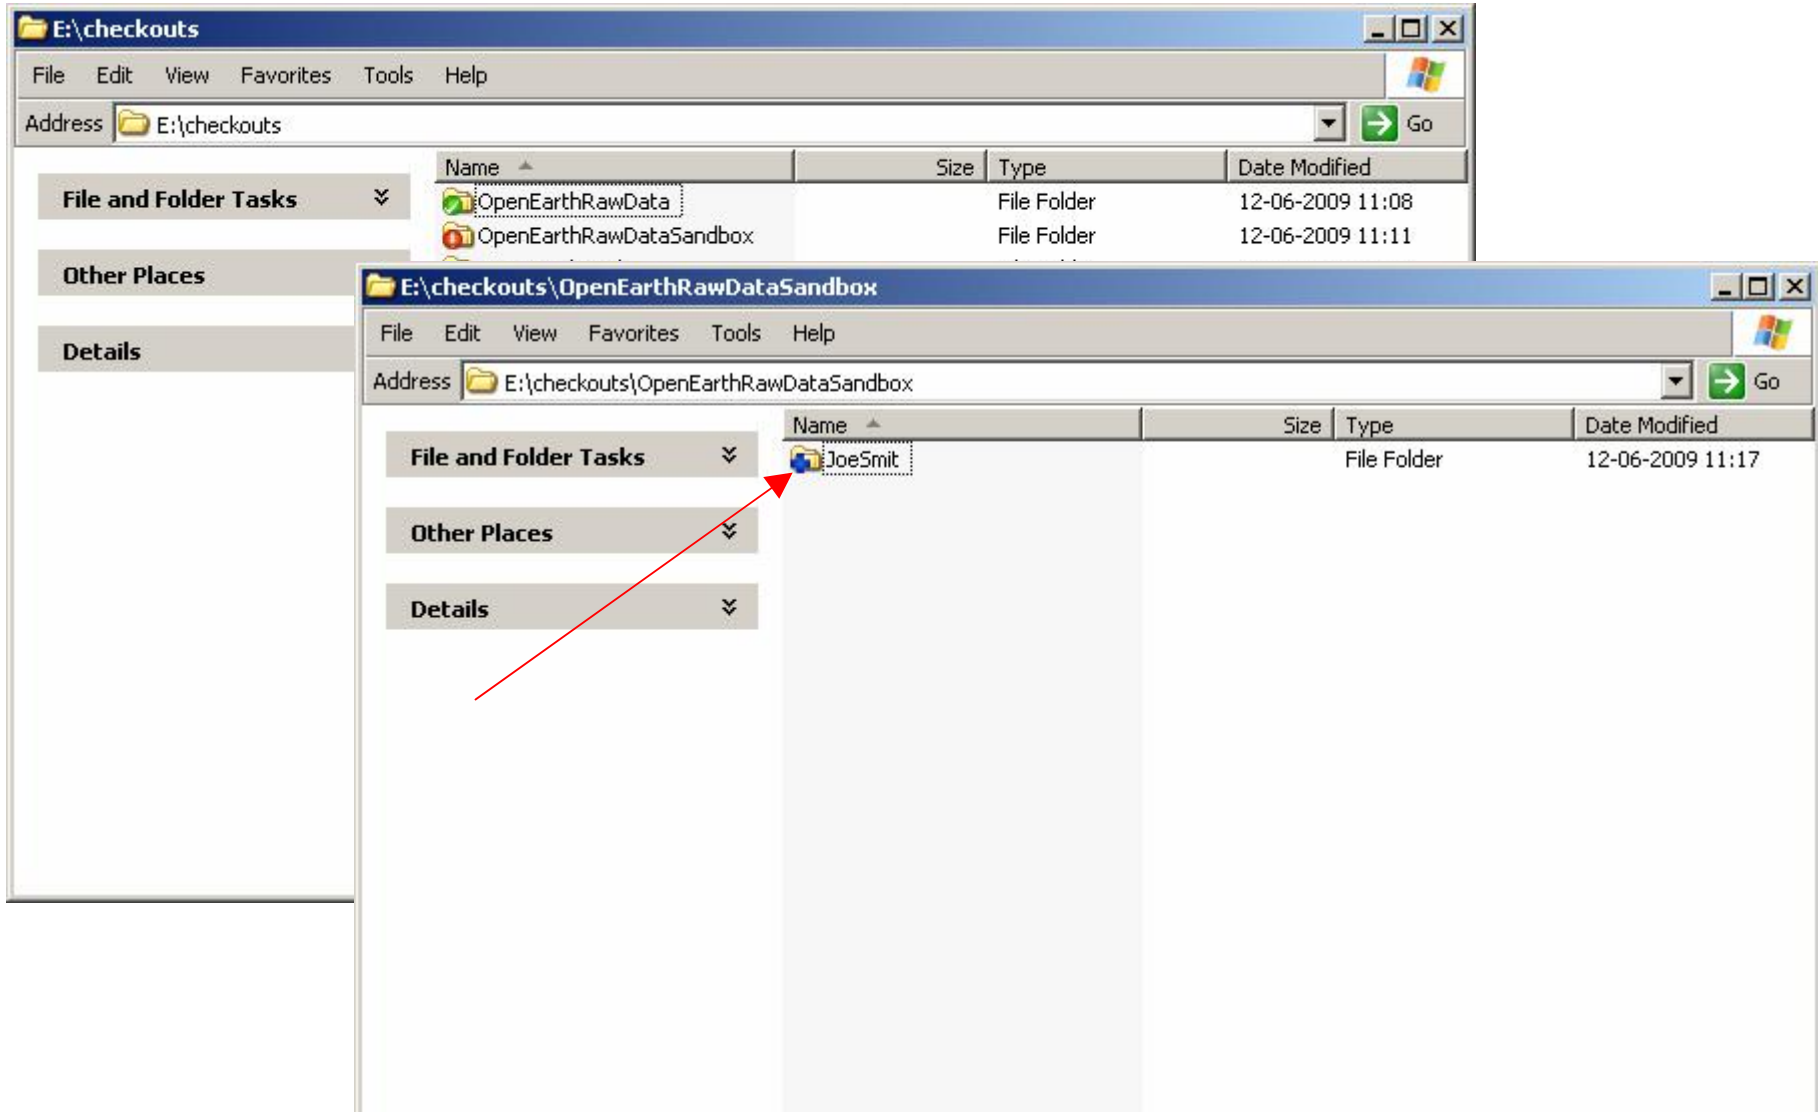 E:\checkouts
File Edit View Favorites Tools Help
Address E:\checkouts Go
Name Size Type Date Modified
File and Folder Tasks
OpenEarthRawData File Folder 12-06-2009 11:08
OpenEarthRawDataSandbox File Folder 12-06-2009 11:11
Other Places
Details
E:\checkouts\OpenEarthRawDataSandbox
File Edit View Favorites Tools Help
Address E:\checkouts\OpenEarthRawDataSandbox Go
Name Size Type Date Modified
File and Folder Tasks
JoeSmit File Folder 12-06-2009 11:17
Other Places
Details